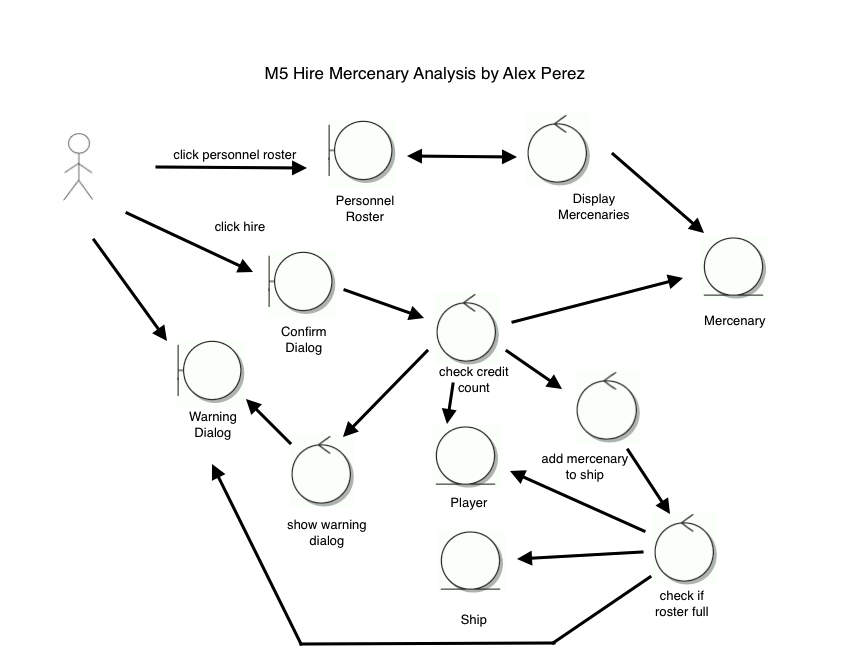 M5 Hire Mercenary Analysis by Alex Perez
click personnel roster
Personnel
Roster
Display
Mercenaries
click hire
Confirm
Dialog
Mercenary
check credit
count
Warning
Dialog
add mercenary
to ship
Player
show warning
dialog
check if
roster full
Ship